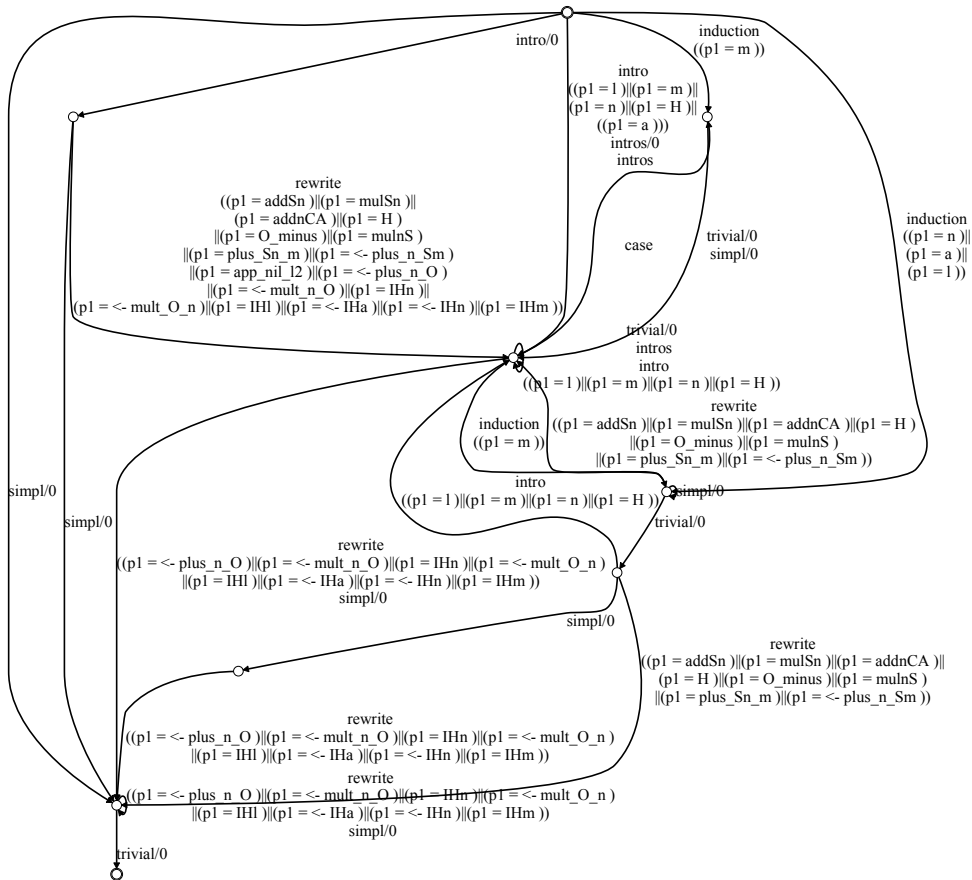 intro/0
induction
((p1 = m ))
intro
((p1 = l )||(p1 = m )||
(p1 = n )||(p1 = H )||
((p1 = a )))
intros/0
intros
rewrite
((p1 = addSn )||(p1 = mulSn )||
(p1 = addnCA )||(p1 = H )
||(p1 = O_minus )||(p1 = mulnS )
||(p1 = plus_Sn_m )||(p1 = <- plus_n_Sm )
||(p1 = app_nil_l2 )||(p1 = <- plus_n_O )
||(p1 = <- mult_n_O )||(p1 = IHn )||
(p1 = <- mult_O_n )||(p1 = IHl )||(p1 = <- IHa )||(p1 = <- IHn )||(p1 = IHm ))
case
trivial/0
simpl/0
induction
((p1 = n )||
(p1 = a )||
(p1 = l ))
trivial/0
intros
intro
((p1 = l )||(p1 = m )||(p1 = n )||(p1 = H ))
induction
((p1 = m ))
rewrite
((p1 = addSn )||(p1 = mulSn )||(p1 = addnCA )||(p1 = H )
||(p1 = O_minus )||(p1 = mulnS )
||(p1 = plus_Sn_m )||(p1 = <- plus_n_Sm ))
simpl/0
simpl/0
simpl/0
intro
((p1 = l )||(p1 = m )||(p1 = n )||(p1 = H ))
trivial/0
rewrite
((p1 = <- plus_n_O )||(p1 = <- mult_n_O )||(p1 = IHn )||(p1 = <- mult_O_n )
||(p1 = IHl )||(p1 = <- IHa )||(p1 = <- IHn )||(p1 = IHm ))
simpl/0
simpl/0
rewrite
((p1 = addSn )||(p1 = mulSn )||(p1 = addnCA )||
(p1 = H )||(p1 = O_minus )||(p1 = mulnS )
||(p1 = plus_Sn_m )||(p1 = <- plus_n_Sm ))
rewrite
((p1 = <- plus_n_O )||(p1 = <- mult_n_O )||(p1 = IHn )||(p1 = <- mult_O_n )
||(p1 = IHl )||(p1 = <- IHa )||(p1 = <- IHn )||(p1 = IHm ))
rewrite
((p1 = <- plus_n_O )||(p1 = <- mult_n_O )||(p1 = IHn )||(p1 = <- mult_O_n )
||(p1 = IHl )||(p1 = <- IHa )||(p1 = <- IHn )||(p1 = IHm ))
simpl/0
trivial/0